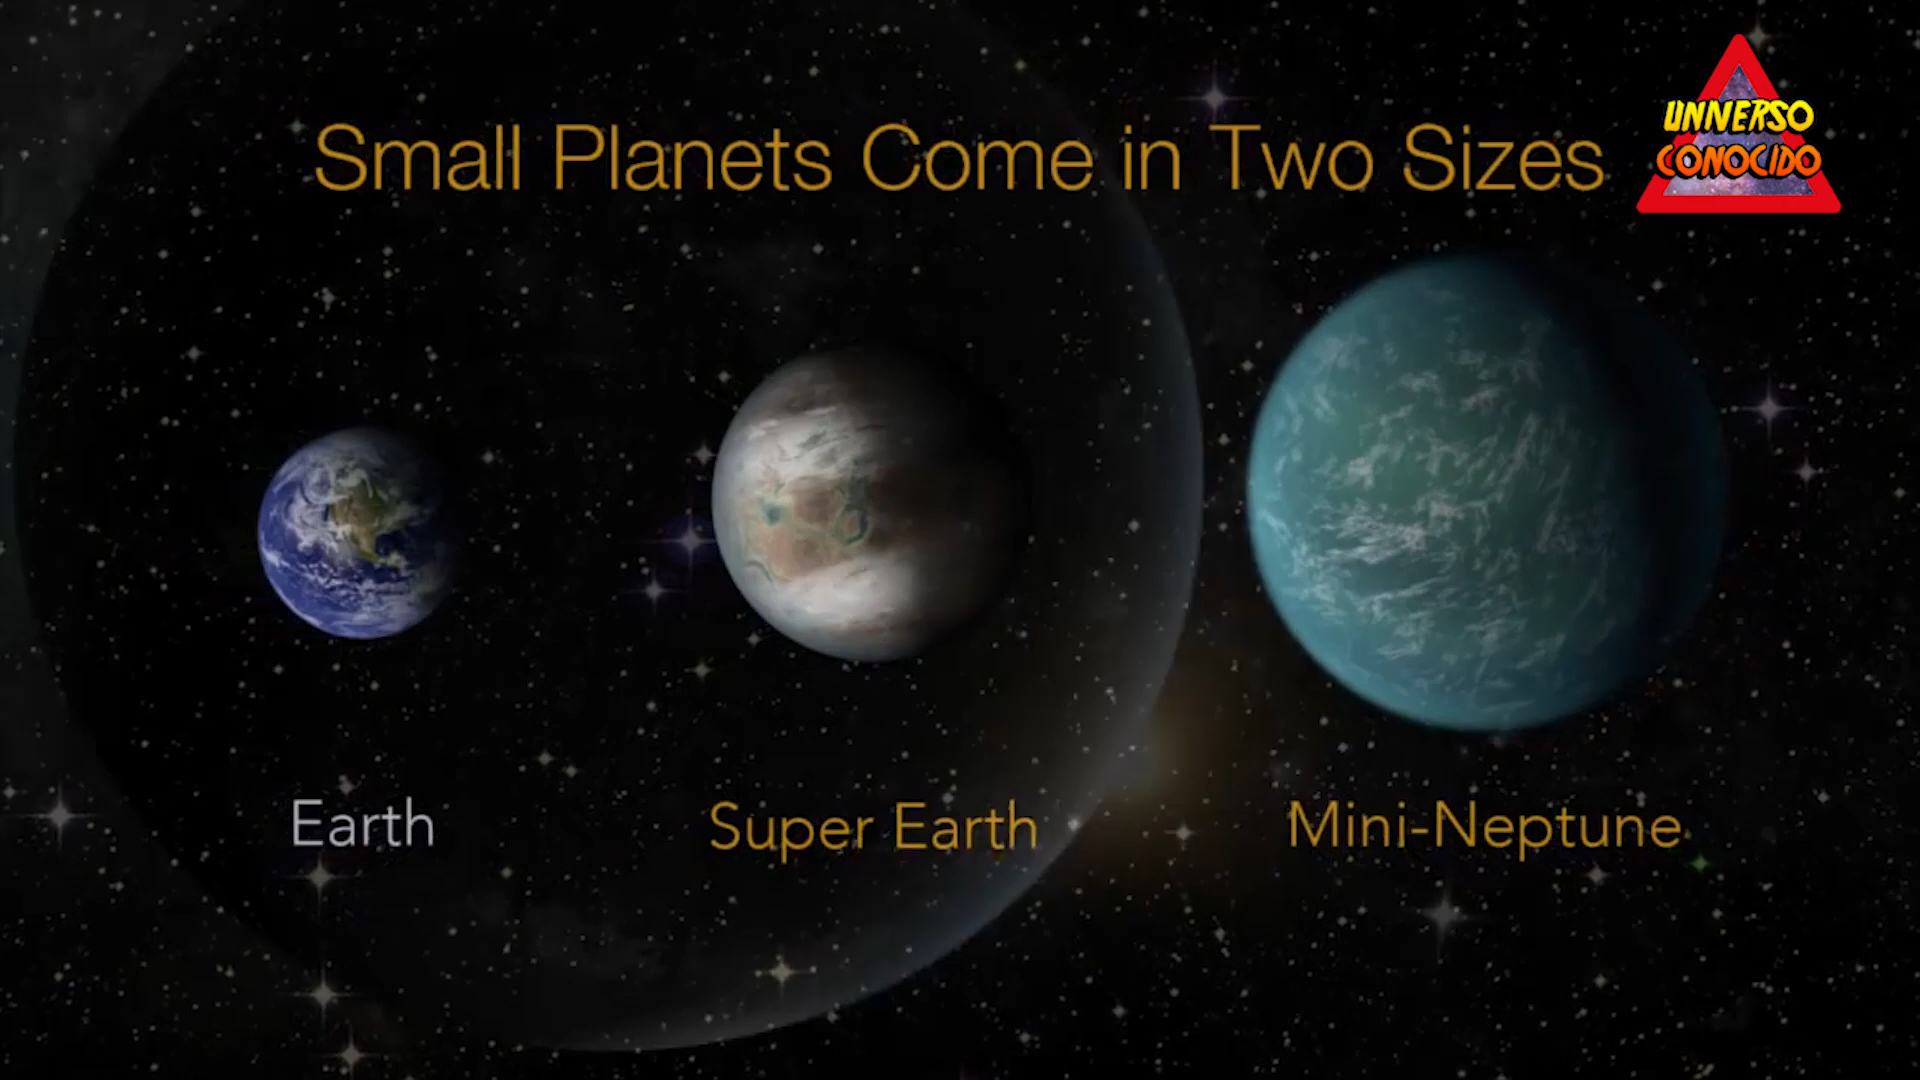 Small Planets Come in Two Sizes
UNIVERSO
CONOCIDO
Earth
Super Earth
Mini-Neptune